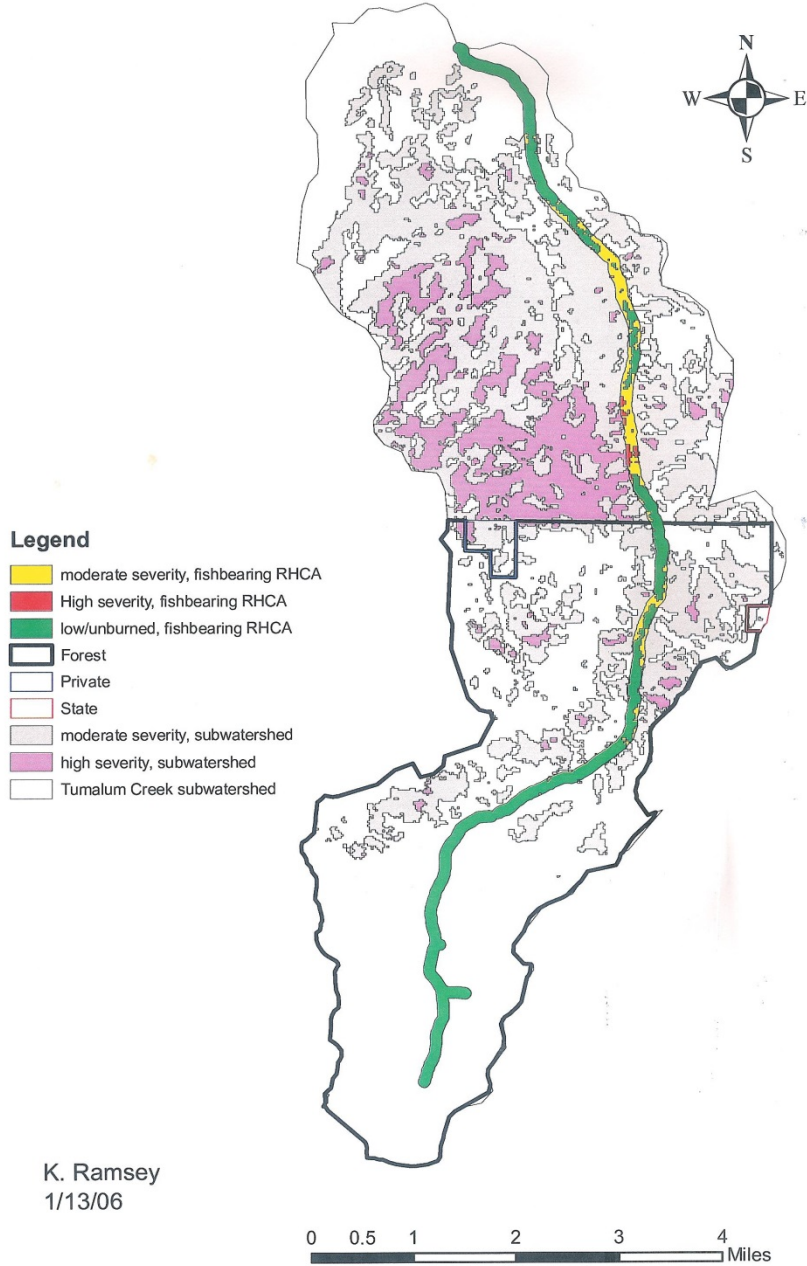 N
W E
S
Legend
moderate severity, fishbearing RHCA
High severity, fishbearing RHCA
low/unburned, fishbearing RHCA
Forest
Private
State
moderate severity, subwatershed
high severity, subwatershed
Tumalum Creek subwatershed
K. Ramsey
1/13/06
0 0.5 1 2 3 4
Miles